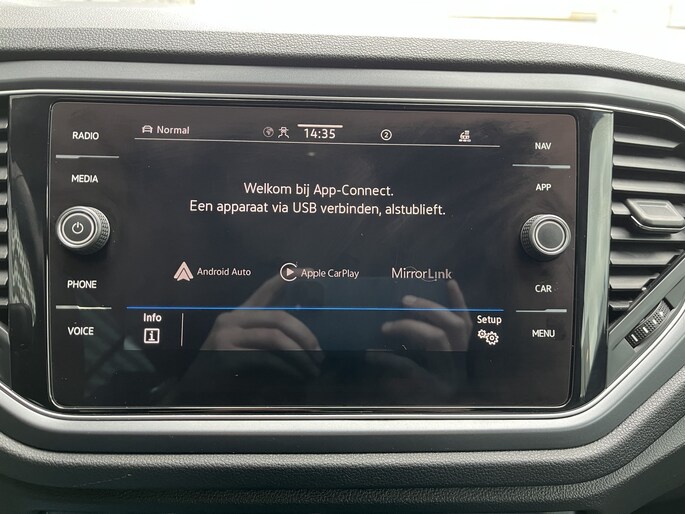 RADIO
MEDIA
PHONE
VOICE
Normal
14:35
2
Welkom bij App-Connect.
Een apparaat via USB verbinden, alstublieft.
Android Auto
Apple CarPlay
MirrorLink
Info
Setup
NAV
APP
CAR
MENU